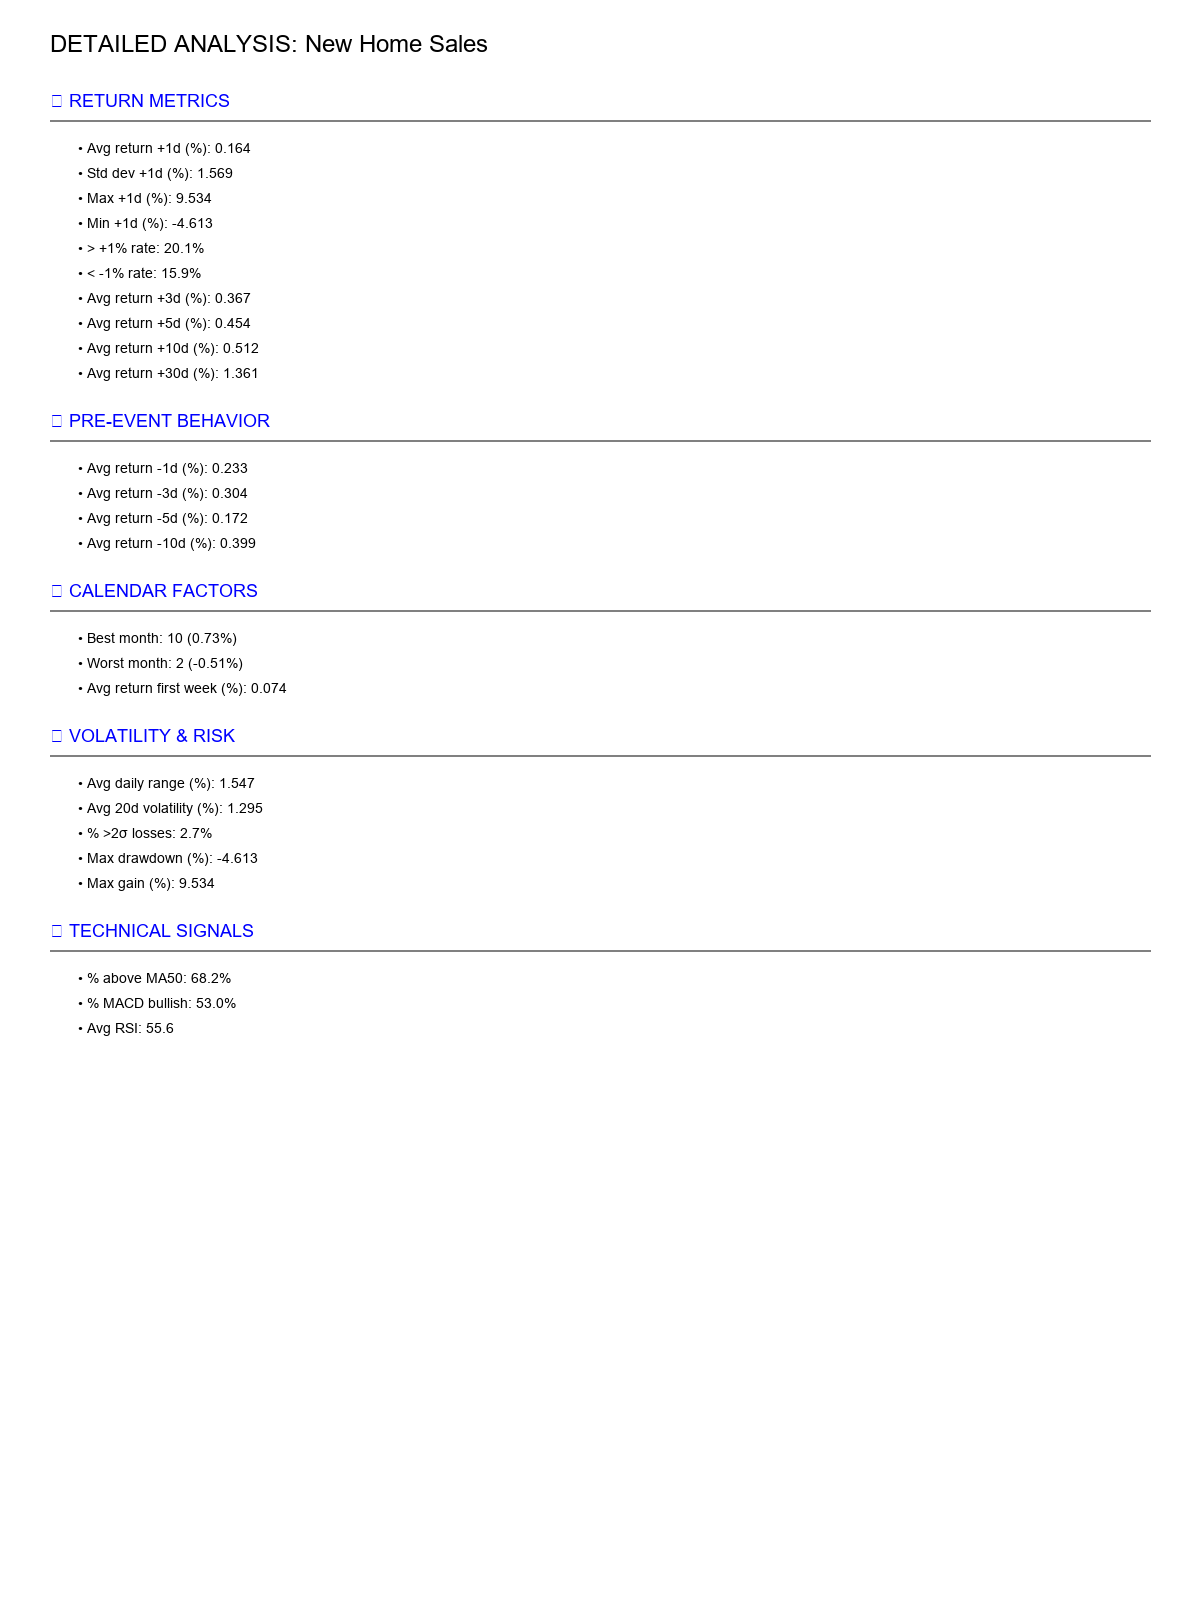 DETAILED ANALYSIS: New Home Sales
RETURN METRICS
• Avg return +1d (%): 0.164
• Std dev +1d (%): 1.569
• Max +1d (%): 9.534
• Min +1d (%): -4.613
• > +1% rate: 20.1%
• < -1% rate: 15.9%
• Avg return +3d (%): 0.367
• Avg return +5d (%): 0.454
• Avg return +10d (%): 0.512
• Avg return +30d (%): 1.361
PRE-EVENT BEHAVIOR
• Avg return -1d (%): 0.233
• Avg return -3d (%): 0.304
• Avg return -5d (%): 0.172
• Avg return -10d (%): 0.399
CALENDAR FACTORS
• Best month: 10 (0.73%)
• Worst month: 2 (-0.51%)
• Avg return first week (%): 0.074
VOLATILITY & RISK
• Avg daily range (%): 1.547
• Avg 20d volatility (%): 1.295
• % >2σ losses: 2.7%
• Max drawdown (%): -4.613
• Max gain (%): 9.534
TECHNICAL SIGNALS
• % above MA50: 68.2%
• % MACD bullish: 53.0%
• Avg RSI: 55.6